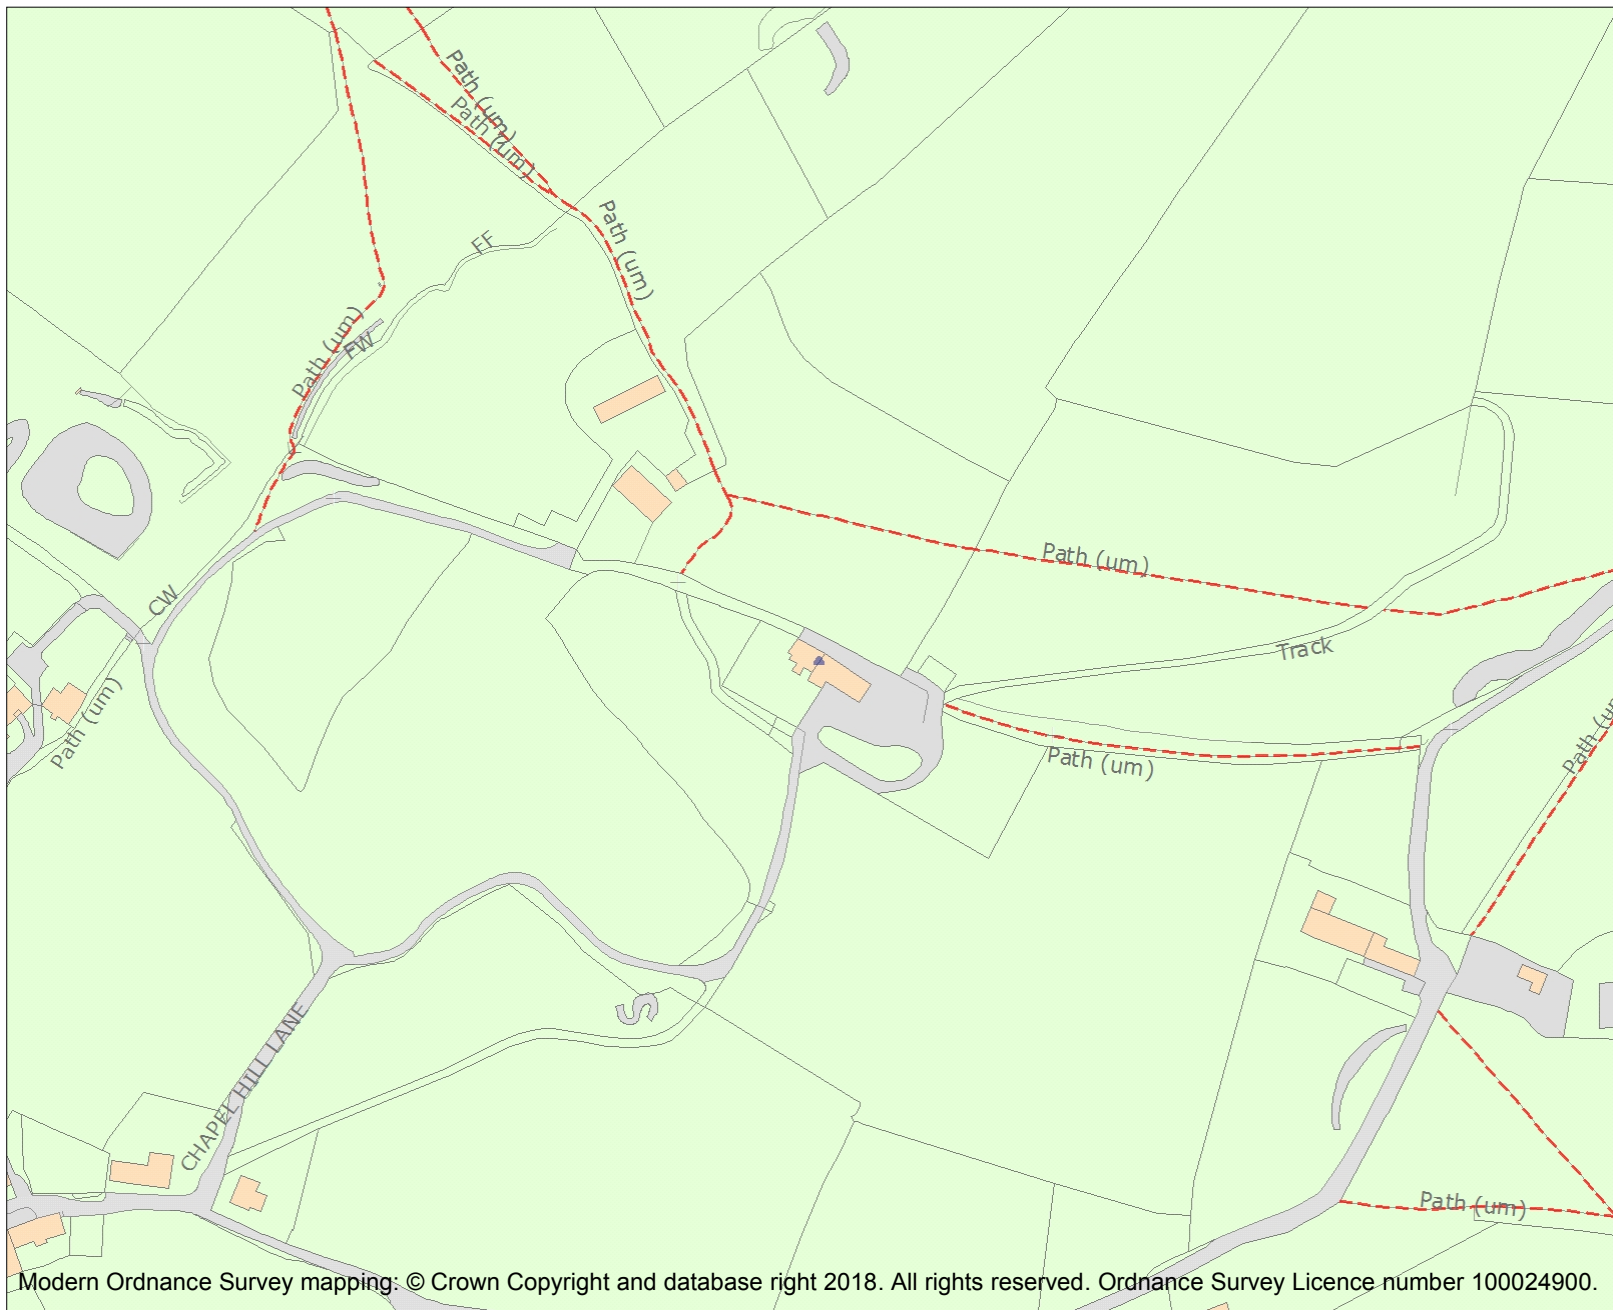 Path (um)
Path (um)
Path (um)
FF
Path (um)
FW
Path (um)
CW
Track
Path (um)
Path (um)
Path (um)
CHAPEL HILL LANE
Path (um)
Modern Ordnance Survey mapping: © Crown Copyright and database right 2018. All rights reserved. Ordnance Survey Licence number 100024900.